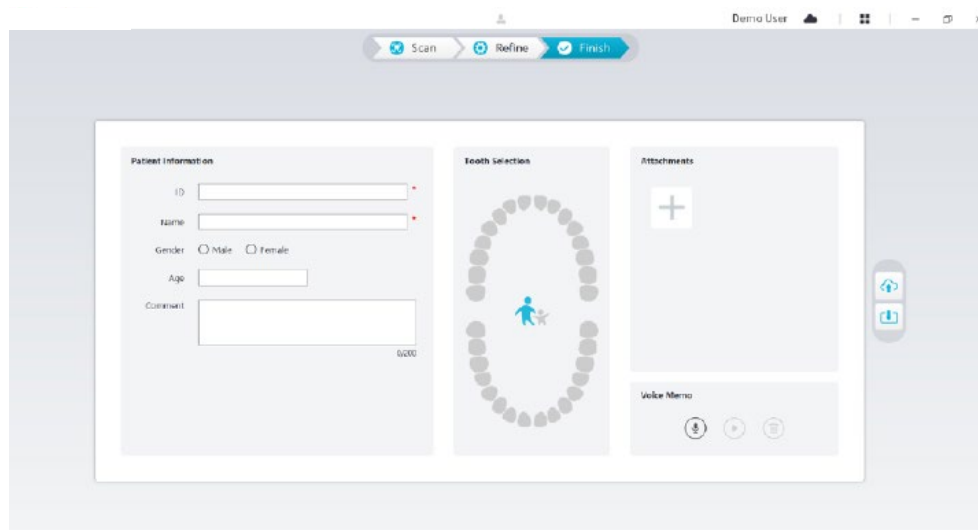 Demo User
Scan
Refine
Finish
Patient Information
ID
*
Name
*
Gender
Male
Female
Age
Comment
0/200
Tooth Selection
Attachments
Voice Memo